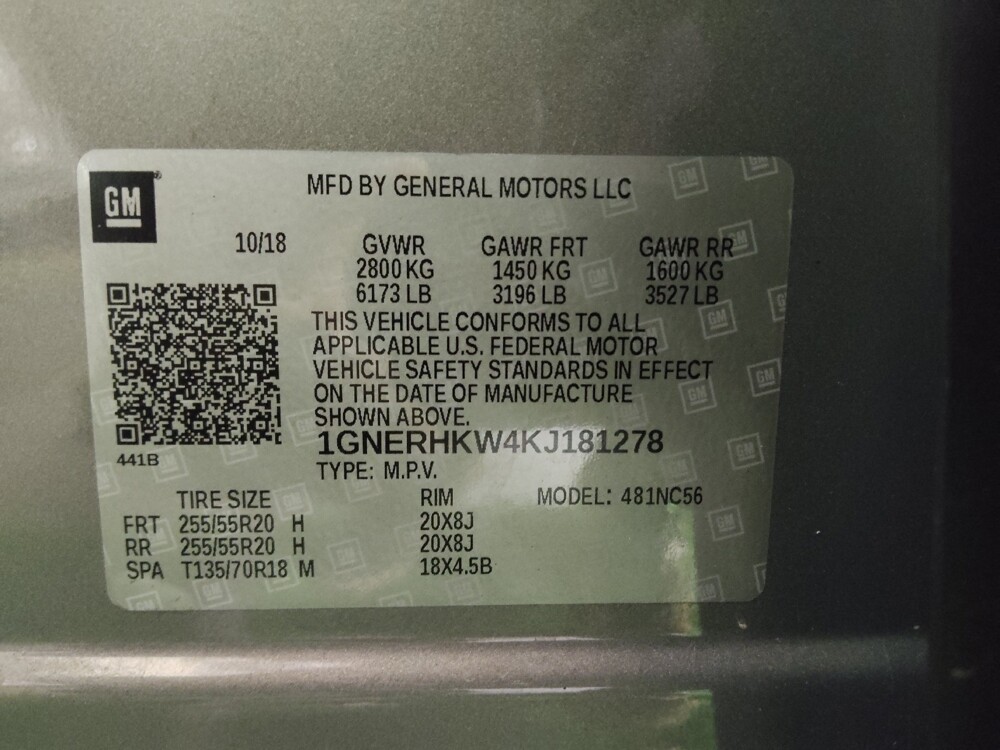 GM
MFD BY GENERAL MOTORS LLC
10/18 GVWR GAWR FRT GAWR RR
2800 KG 1450 KG 1600 KG
6173 LB 3196 LB 3527 LB
THIS VEHICLE CONFORMS TO ALL
APPLICABLE U.S. FEDERAL MOTOR
VEHICLE SAFETY STANDARDS IN EFFECT
ON THE DATE OF MANUFACTURE
SHOWN ABOVE.
441B
1GNERHKW4KJ181278
TYPE: M.P.V.
TIRE SIZE RIM MODEL: 481NC56
FRT 255/55R20 H 20X8J
RR 255/55R20 H 20X8J
SPA T135/70R18 M 18X4.5B